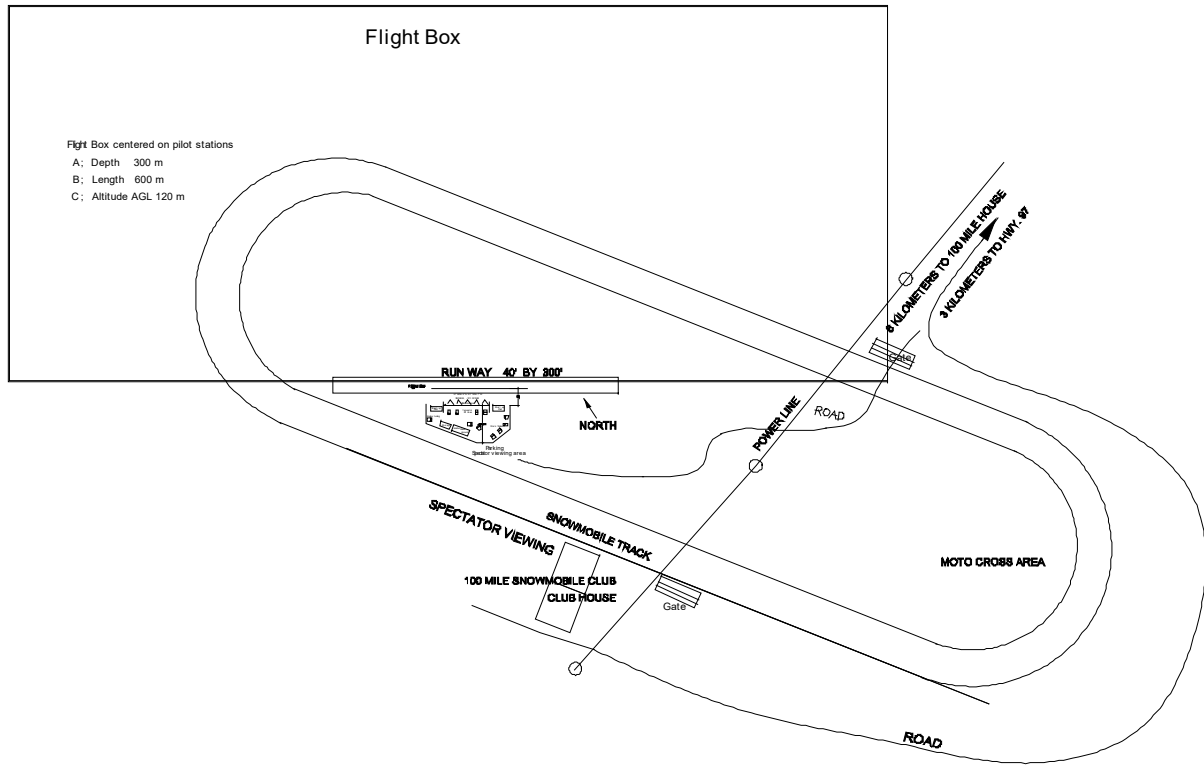 Flight Box
Flight Box centered on pilot stations
A; Depth 300 m
B; Length 600 m
C; Altitude AGL 120 m
8 KILOMETERS TO 100 MILE HOUSE
3 KILOMETERS TO HWY. 97
Gate
RUN WAY 40' BY 300'
NORTH
ROAD
POWER LINE
Parking
viewing area
SPECTATOR VIEWING
SNOWMOBILE TRACK
100 MILE SNOWMOBILE CLUB
CLUB HOUSE
Gate
MOTO CROSS AREA
ROAD